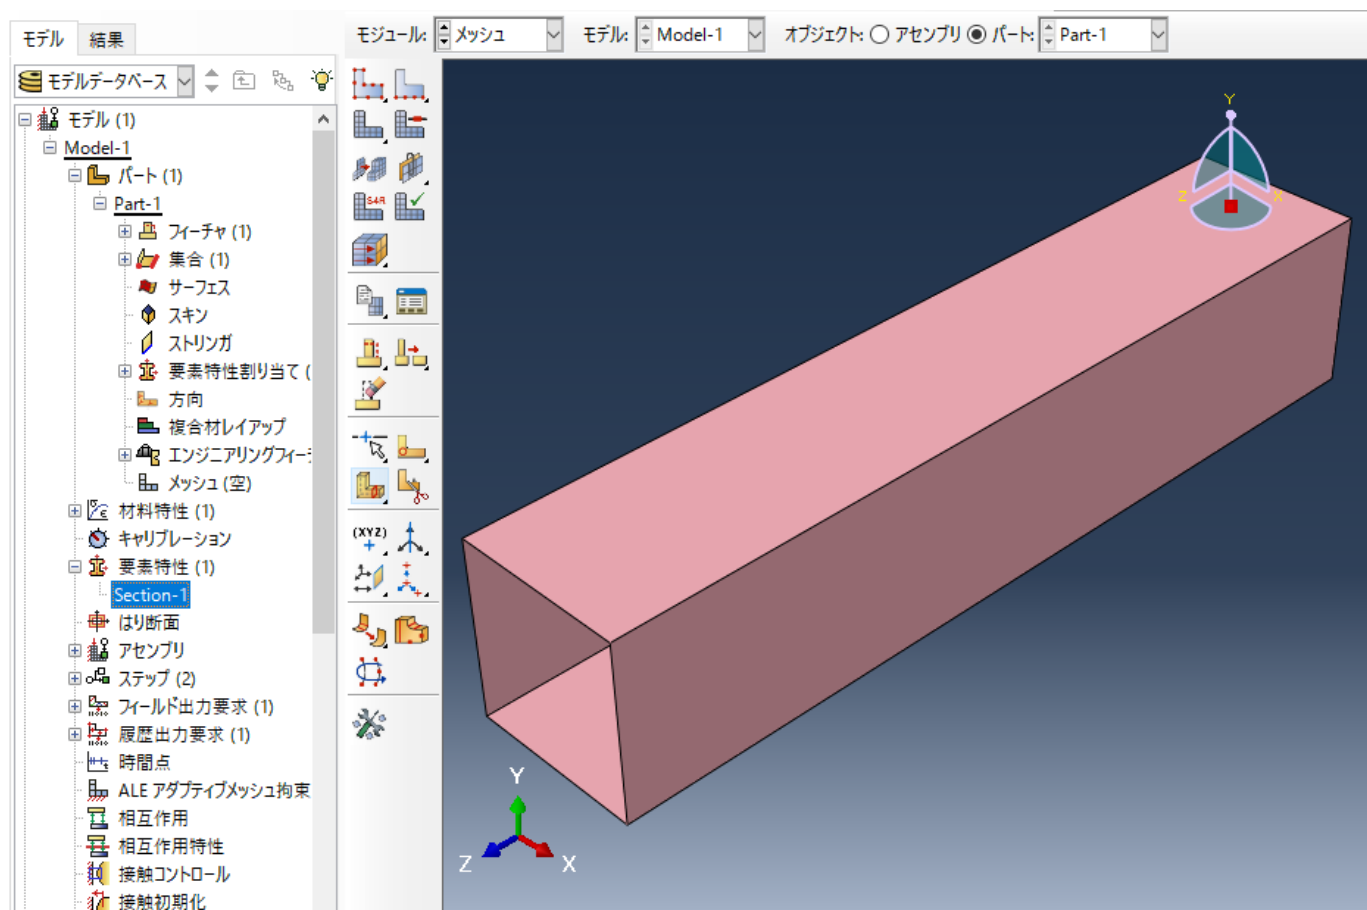 モデル 結果
モジュール: メッシュ モデル: Model-1 オブジェクト: アセンブリ パート: Part-1
モデルデータベース
モデル (1)
Model-1
パート (1)
Part-1
フィーチャ (1)
集合 (1)
サーフェス
スキン
ストリンガ
要素特性割り当て (
方向
複合材レイアップ
エンジニアリングフィー
メッシュ (空)
材料特性 (1)
キャリブレーション
要素特性 (1)
Section-1
はり断面
アセンブリ
ステップ (2)
フィールド出力要求 (1)
履歴出力要求 (1)
時間点
ALE アダプティブメッシュ拘束
相互作用
相互作用特性
接触コントロール
接触初期化
S4R
(XYZ)
Y
Z X
Y
Z X